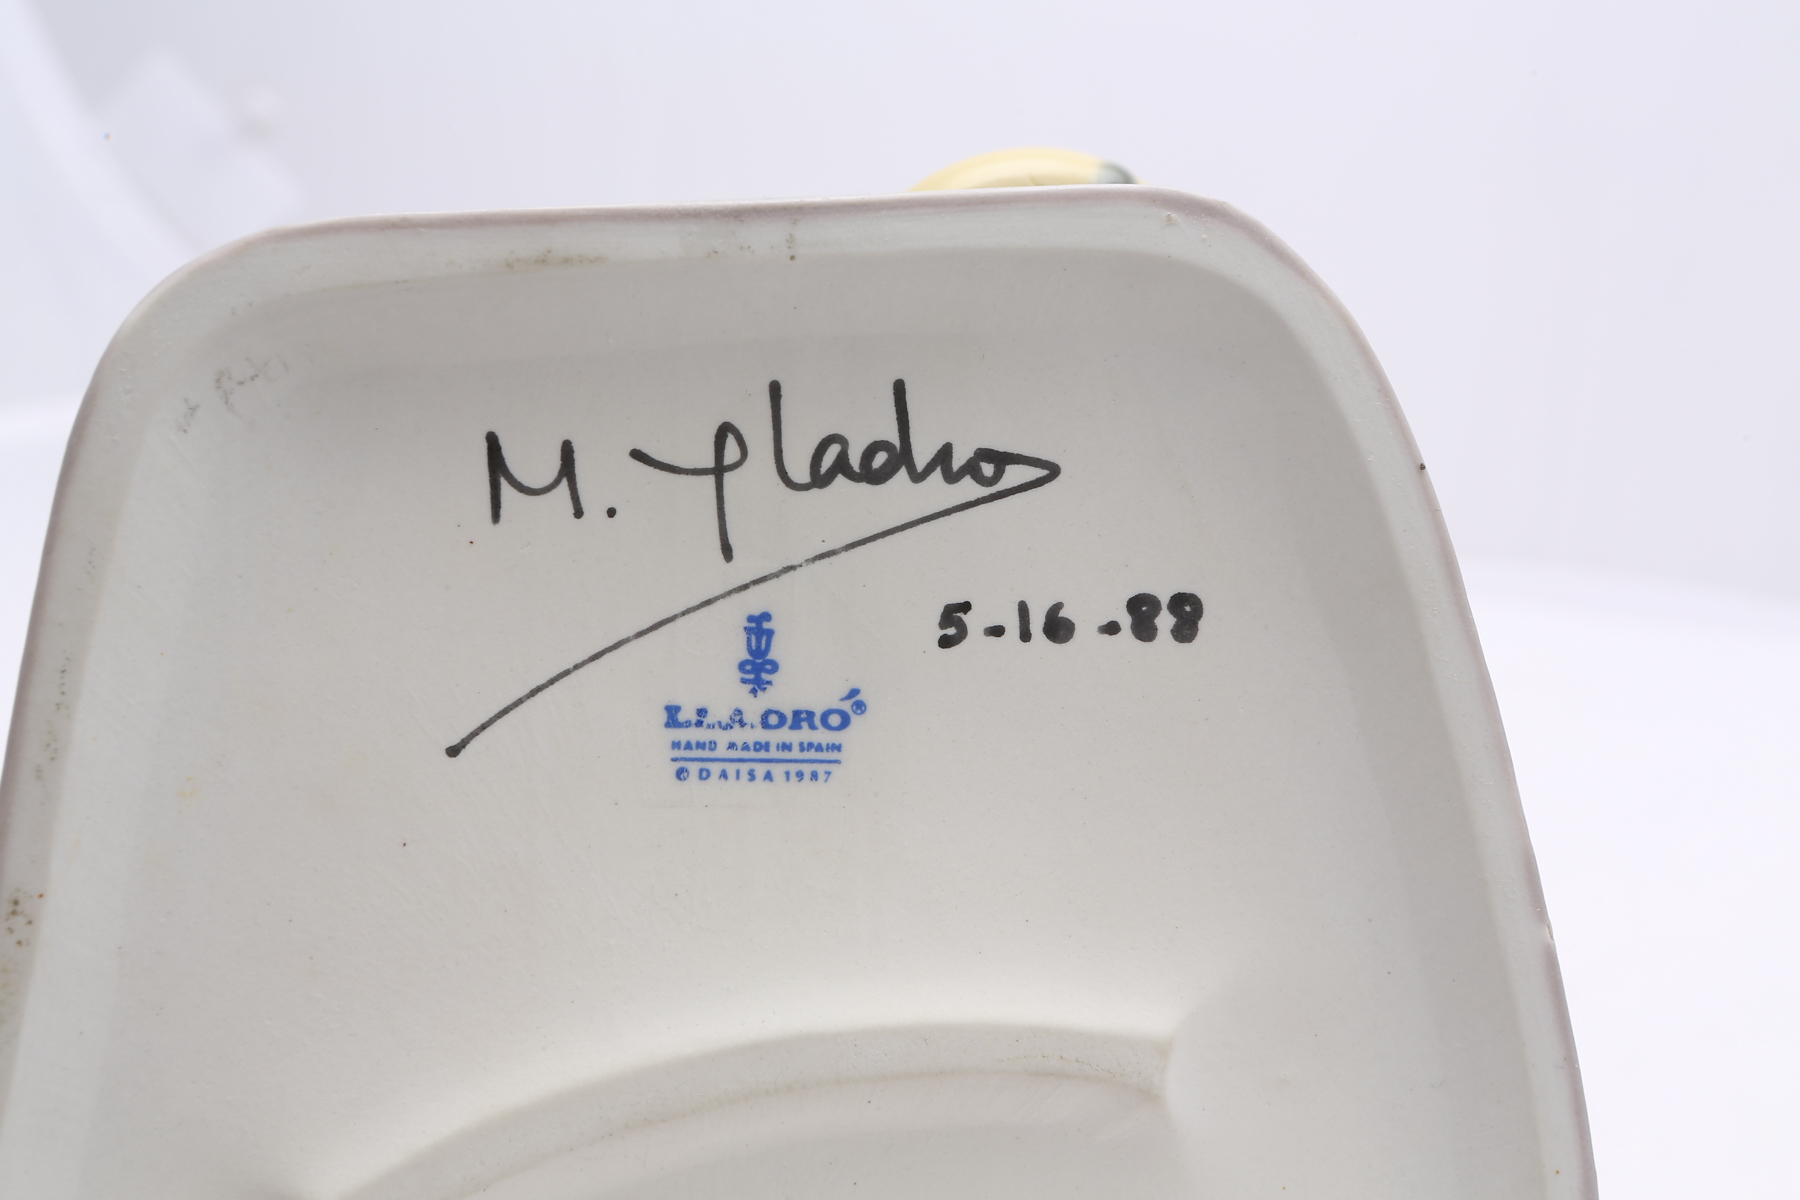 M. Lladro
5-16-88
LLADRÓ®
HAND MADE IN SPAIN
© DAISA 1987